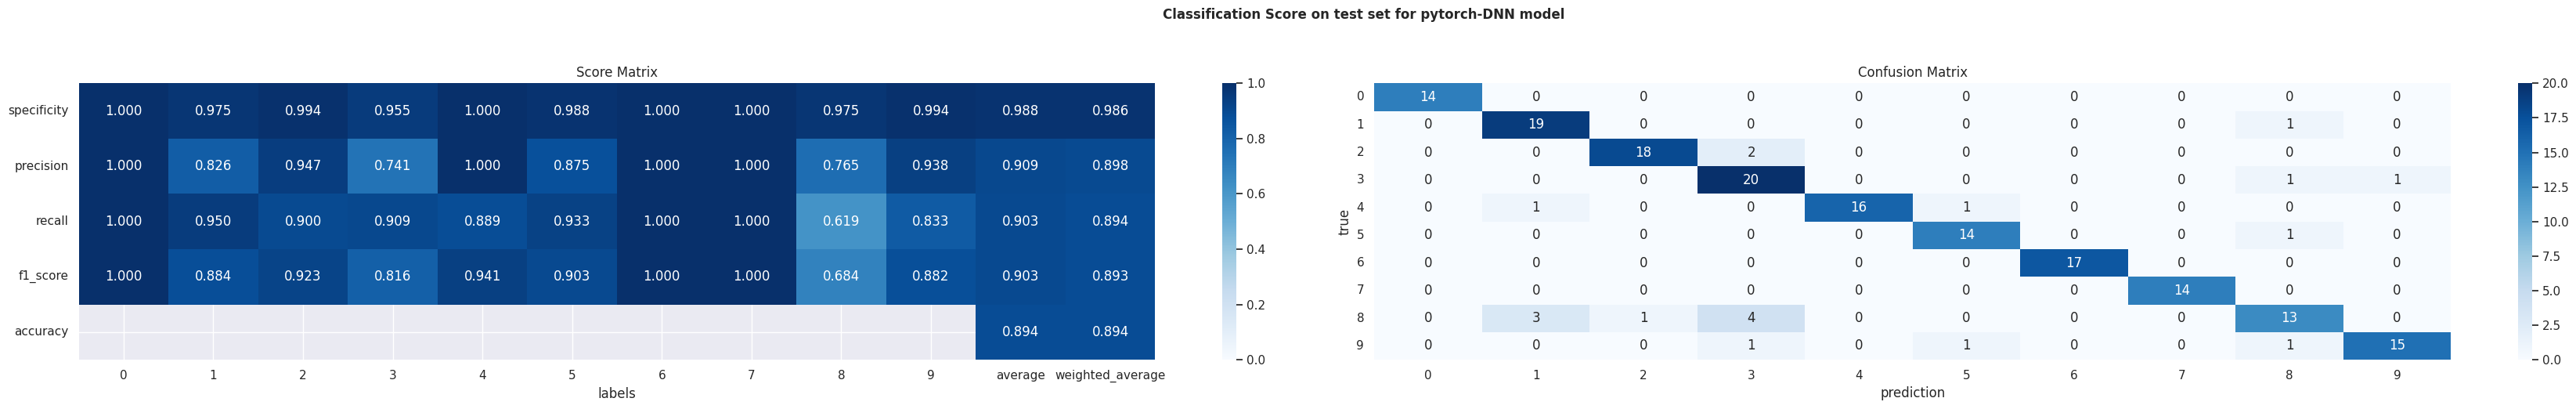 Classification Score on test set for pytorch-DNN model
Score Matrix
specificity 1.000 0.975 0.994 0.955 1.000 0.988 1.000 1.000 0.975 0.994 0.988 0.986
precision 1.000 0.826 0.947 0.741 1.000 0.875 1.000 1.000 0.765 0.938 0.909 0.898
recall 1.000 0.950 0.900 0.909 0.889 0.933 1.000 1.000 0.619 0.833 0.903 0.894
f1_score 1.000 0.884 0.923 0.816 0.941 0.903 1.000 1.000 0.684 0.882 0.903 0.893
accuracy 0.894 0.894
0 1 2 3 4 5 6 7 8 9 average weighted_average
labels
1.0
0.8
0.6
0.4
0.2
0.0
Confusion Matrix
true
0 14 0 0 0 0 0 0 0 0 0
1 0 19 0 0 0 0 0 0 1 0
2 0 0 18 2 0 0 0 0 0 0
3 0 0 0 20 0 0 0 0 1 1
4 0 1 0 0 16 1 0 0 0 0
5 0 0 0 0 0 14 0 0 1 0
6 0 0 0 0 0 0 17 0 0 0
7 0 0 0 0 0 0 0 14 0 0
8 0 3 1 4 0 0 0 0 13 0
9 0 0 0 1 0 1 0 0 1 15
0 1 2 3 4 5 6 7 8 9
prediction
20.0
17.5
15.0
12.5
10.0
7.5
5.0
2.5
0.0